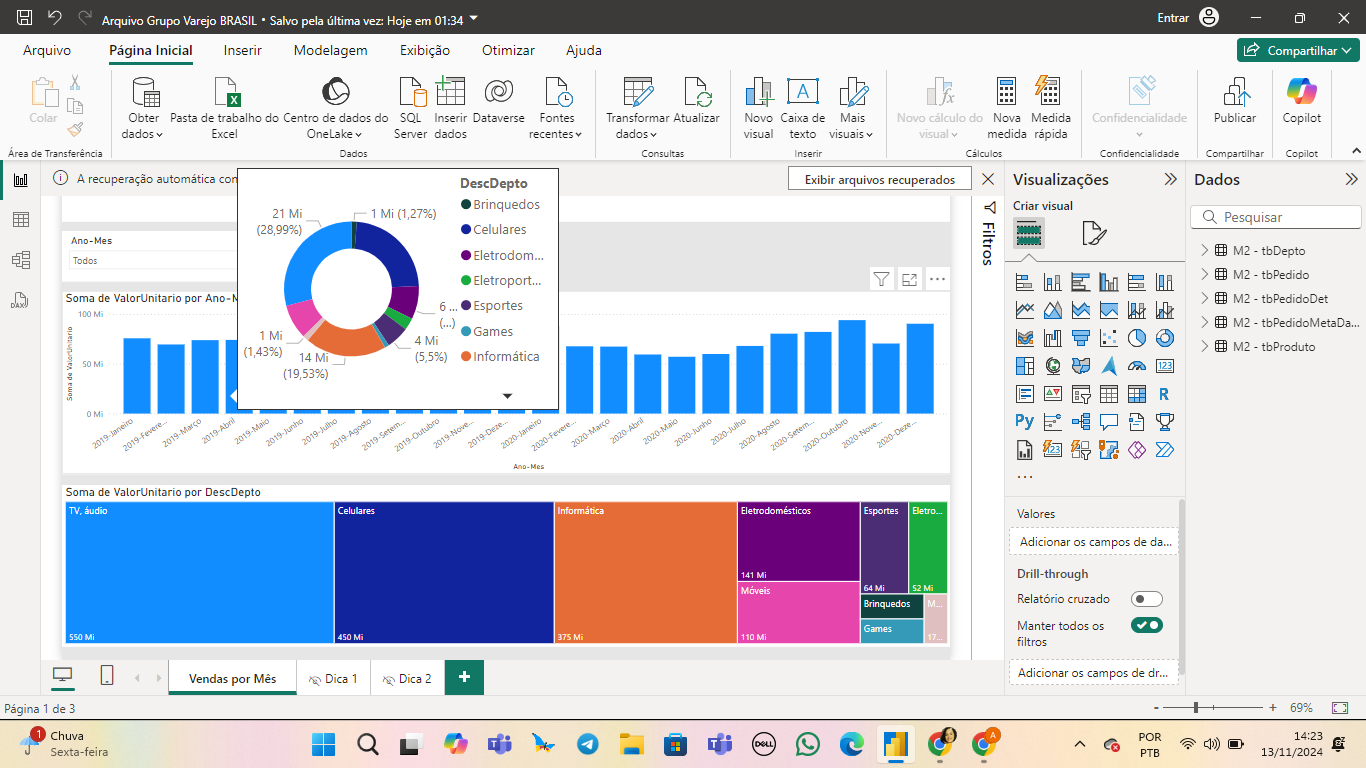 Arquivo Grupo Varejo BRASIL • Salvo pela última vez: Hoje em 01:34
Entrar
Arquivo
Página Inicial
Inserir
Modelagem
Exibição
Otimizar
Ajuda
Compartilhar
Colar
Obter dados
Pasta de trabalho do Excel
Centro de dados do OneLake
SQL Server
Inserir dados
Dataverse
Fontes recentes
Transformar dados
Atualizar
Novo visual
Caixa de texto
Mais visuais
Novo cálculo do visual
Nova medida
Medida rápida
Confidencialidade
Publicar
Copilot
Área de Transferência
Dados
Consultas
Inserir
Cálculos
Confidencialidade
Compartilhar
Copilot
A recuperação automática con
Exibir arquivos recuperados
Ano-Mes
Todos
DescDepto
Brinquedos
Celulares
Eletrodom...
Eletroport...
Esportes
Games
Informática
21 Mi
(28,99%)
1 Mi (1,27%)
6 ...
(...)
4 Mi
(5,5%)
14 Mi
(19,53%)
1 Mi
(1,43%)
Soma de ValorUnitario por Ano-M
Soma de ValorUnitario
100 Mi
50 Mi
0 Mi
2019-Janeiro
2019-Fevere...
2019-Março
2019-Abril
2019-Maio
2019-Junho
2019-Julho
2019-Agosto
2019-Setem...
2019-Outubro
2019-Nove...
2019-Deze...
2020-Janeiro
2020-Fevere...
2020-Março
2020-Abril
2020-Maio
2020-Junho
2020-Julho
2020-Agosto
2020-Setem...
2020-Outubro
2020-Nove...
2020-Deze...
Ano-Mes
Soma de ValorUnitario por DescDepto
TV, áudio
550 Mi
Celulares
450 Mi
Informática
375 Mi
Eletrodomésticos
141 Mi
Móveis
110 Mi
Esportes
64 Mi
Eletro...
52 Mi
Brinquedos
Games
M...
17...
Filtros
Visualizações
Criar visual
123
R
Py
123
...
Valores
Adicionar os campos de da...
Drill-through
Relatório cruzado
Manter todos os filtros
Adicionar os campos de dr...
Dados
Pesquisar
M2 - tbDepto
M2 - tbPedido
M2 - tbPedidoDet
M2 - tbPedidoMetaDa...
M2 - tbProduto
Vendas por Mês
Dica 1
Dica 2
+
Página 1 de 3
- + 69%
1
Chuva
Sexta-feira
DELL
A
POR
PTB
14:23
13/11/2024